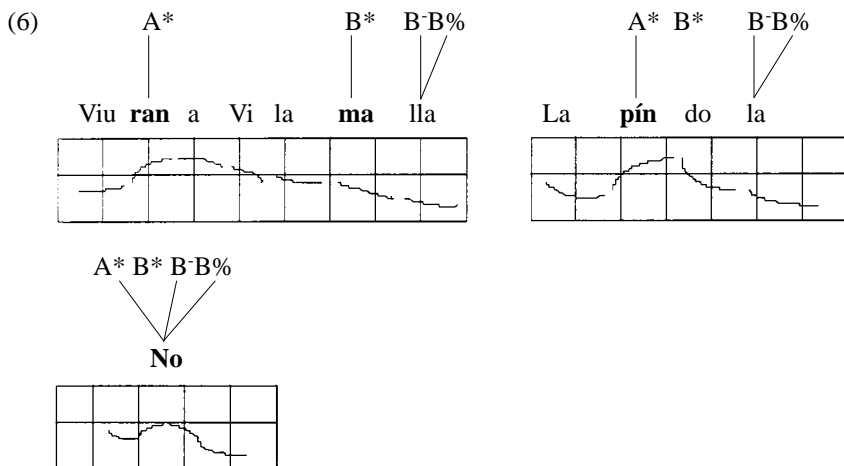 (6) A* B* B-B% A* B* B-B%
Viu ran a Vi la ma lla La pín do la
A* B* B-B%
No